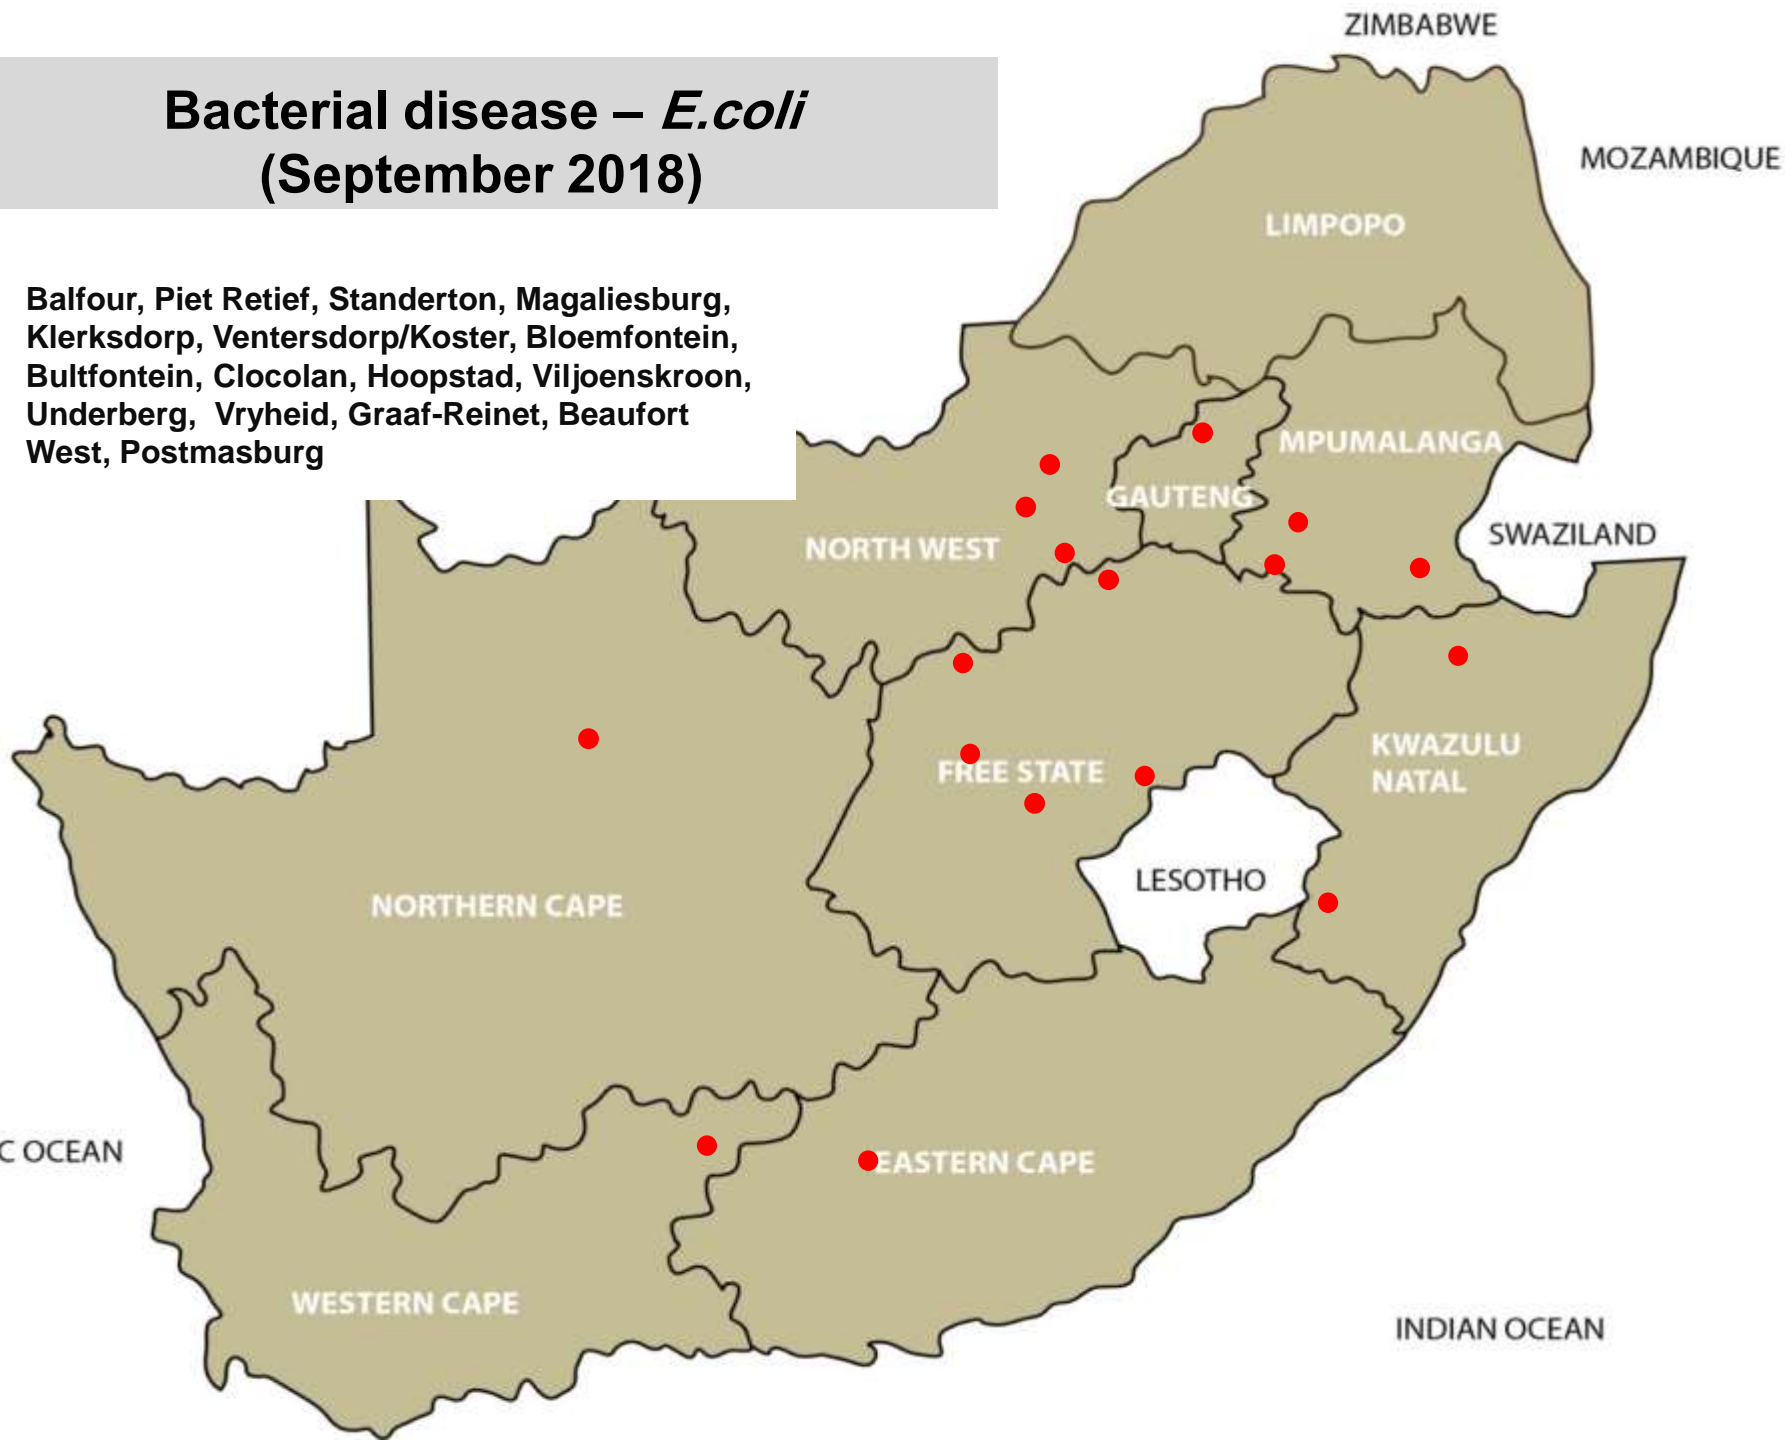 ZIMBABWE
Bacterial disease – E.coli
(September 2018)
MOZAMBIQUE
LIMPOPO
Balfour, Piet Retief, Standerton, Magaliesburg,
Klerksdorp, Ventersdorp/Koster, Bloemfontein,
Bultfontein, Clocolan, Hoopstad, Viljoenskroon,
Underberg, Vryheid, Graaf-Reinet, Beaufort
West, Postmasburg
MPUMALANGA
GAUTENG
SWAZILAND
NORTH WEST
KWAZULU
NATAL
FREE STATE
LESOTHO
NORTHERN CAPE
C OCEAN
EASTERN CAPE
WESTERN CAPE
INDIAN OCEAN